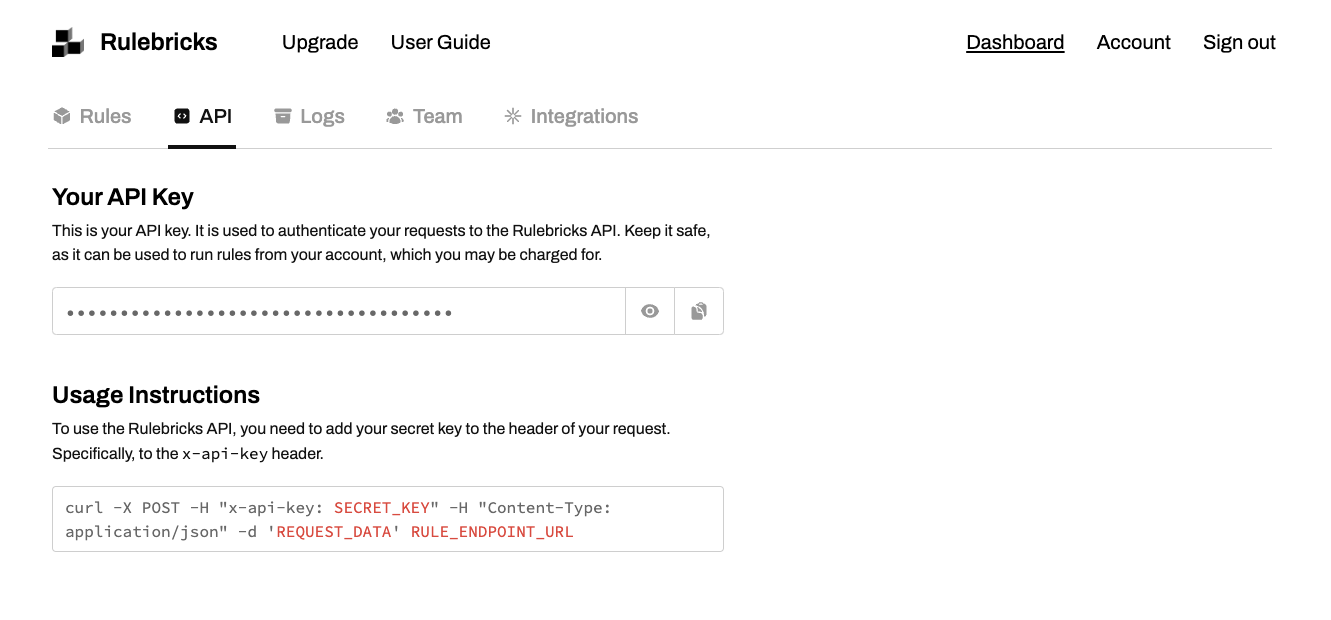 Rulebricks Upgrade User Guide Dashboard Account Sign out
Rules API Logs Team Integrations
Your API Key
This is your API key. It is used to authenticate your requests to the Rulebricks API. Keep it safe,
as it can be used to run rules from your account, which you may be charged for.
••••••••••••••••••••••••••••••••••••
Usage Instructions
To use the Rulebricks API, you need to add your secret key to the header of your request.
Specifically, to the x-api-key header.
curl -X POST -H "x-api-key: SECRET_KEY" -H "Content-Type:
application/json" -d 'REQUEST_DATA' RULE_ENDPOINT_URL